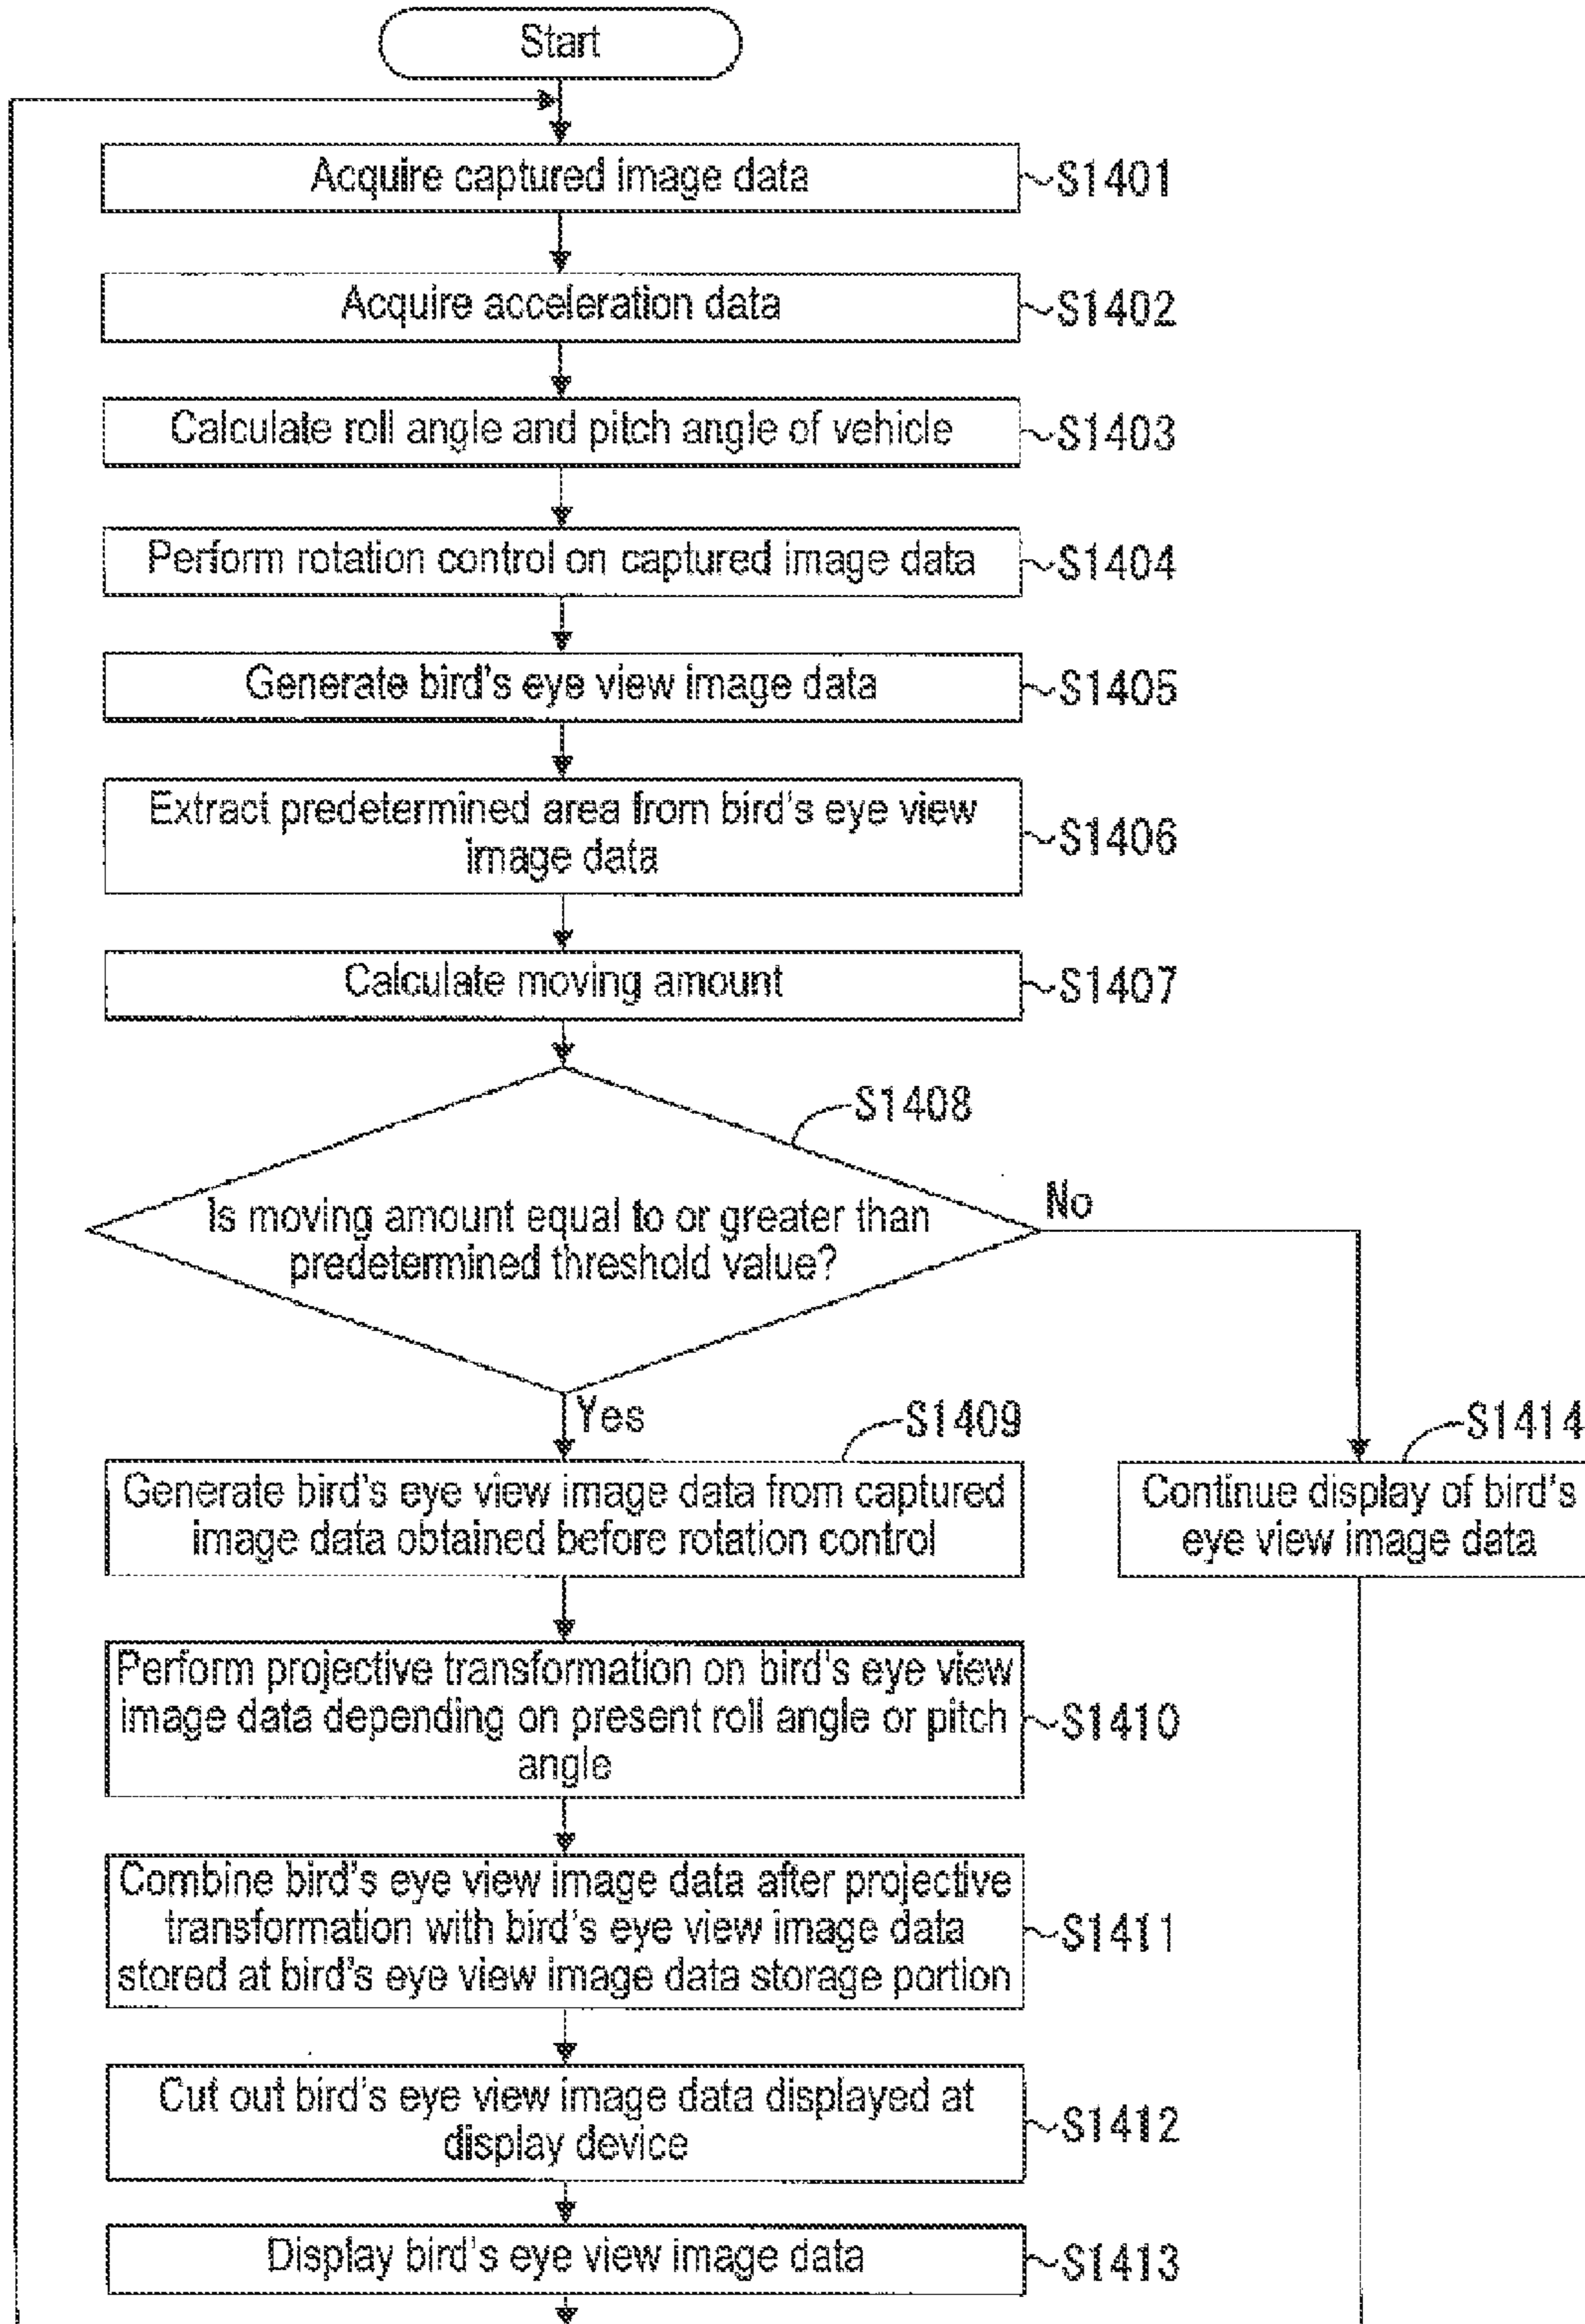 Start
Acquire captured image data
S1401
Acquire acceleration data
S1402
Calculate roll angle and pitch angle of vehicle
S1403
Perform rotation control on captured image data
S1404
Generate bird's eye view image data
S1405
Extract predetermined area from bird's eye view
image data
S1406
Calculate moving amount
S1407
S1408
Is moving amount equal to or greater than
predetermined threshold value?
No
Yes
S1409
Generate bird's eye view image data from captured
image data obtained before rotation control
S1414
Continue display of bird's
eye view image data
Perform projective transformation on bird's eye view
image data depending on present roll angle or pitch
angle
S1410
Combine bird's eye view image data after projective
transformation with bird's eye view image data
stored at bird's eye view image data storage portion
S1411
Cut out bird's eye view image data displayed at
display device
S1412
Display bird's eye view image data
S1413